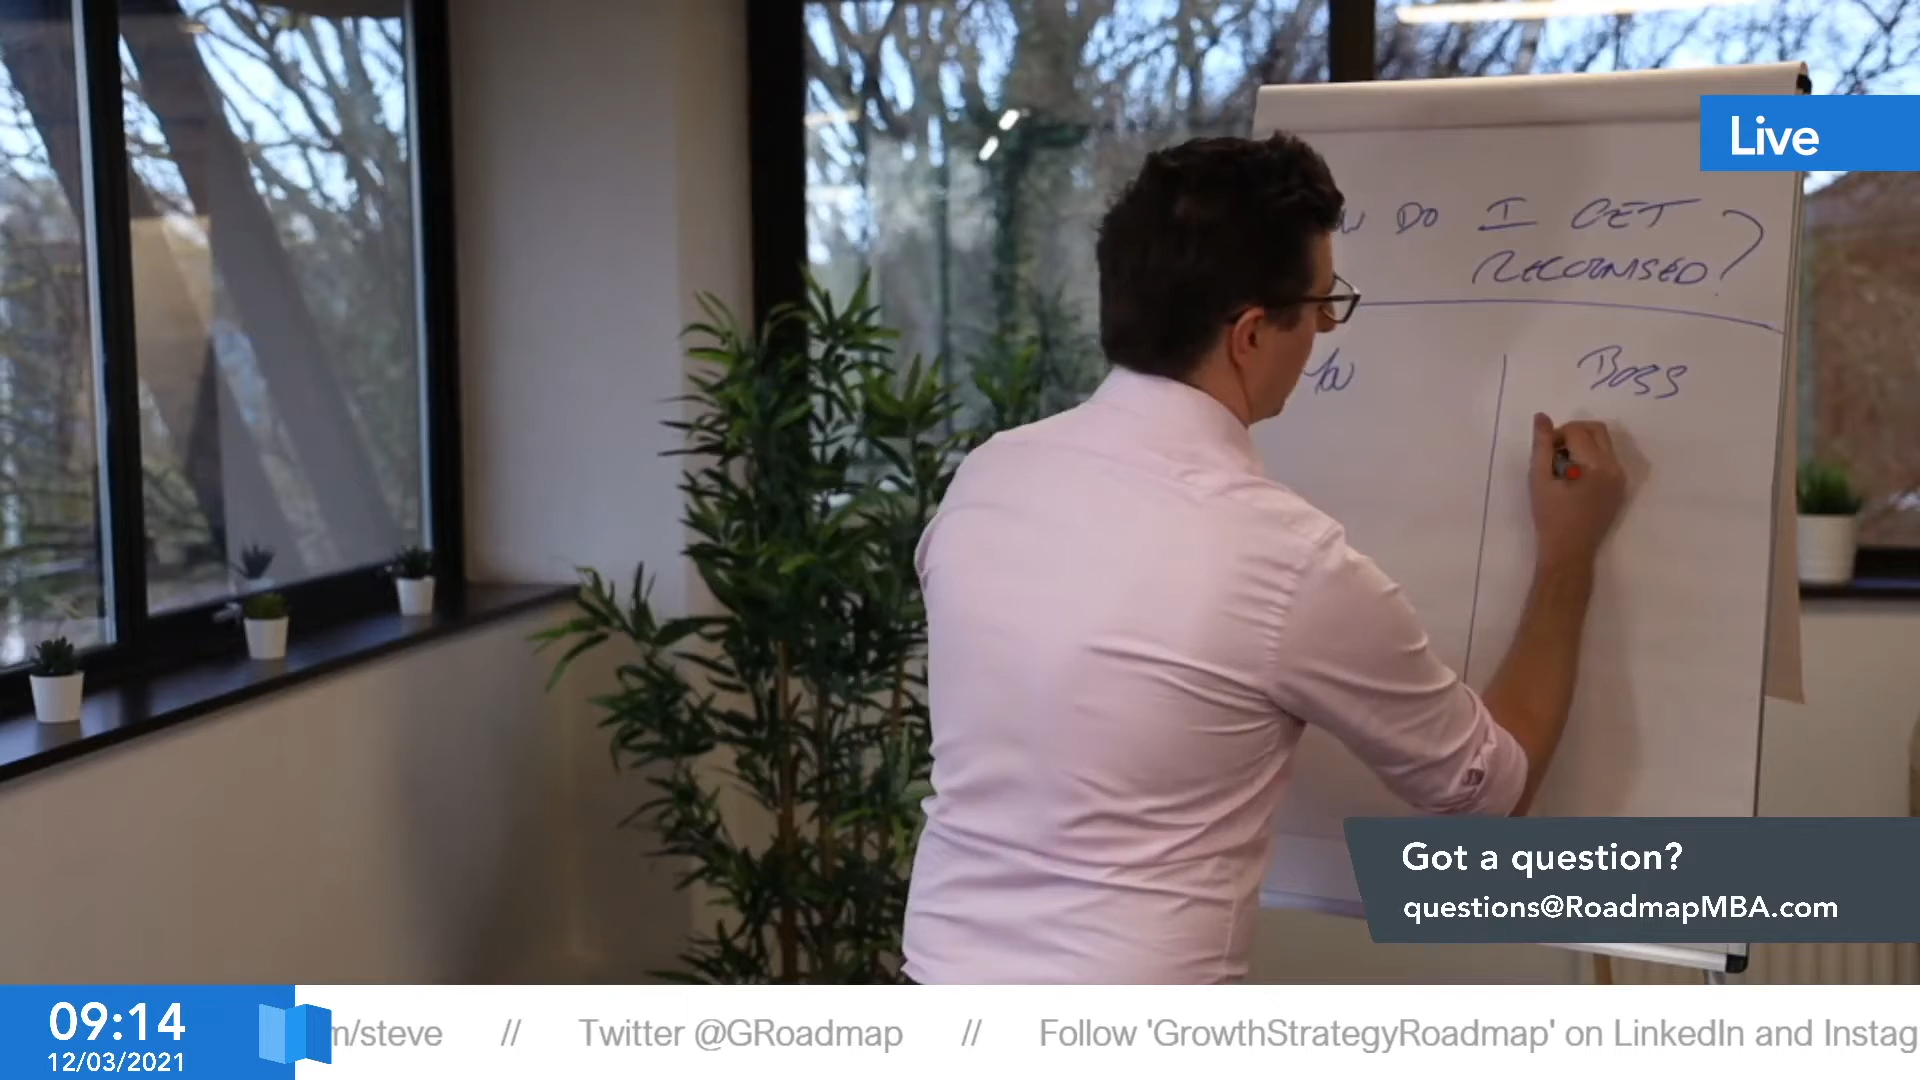 Live
DO I GET
RECOGNISED?
You
Boss
Got a question?
questions@RoadmapMBA.com
09:14
12/03/2021
m/steve // Twitter @GRoadmap // Follow 'GrowthStrategyRoadmap' on LinkedIn and Instag